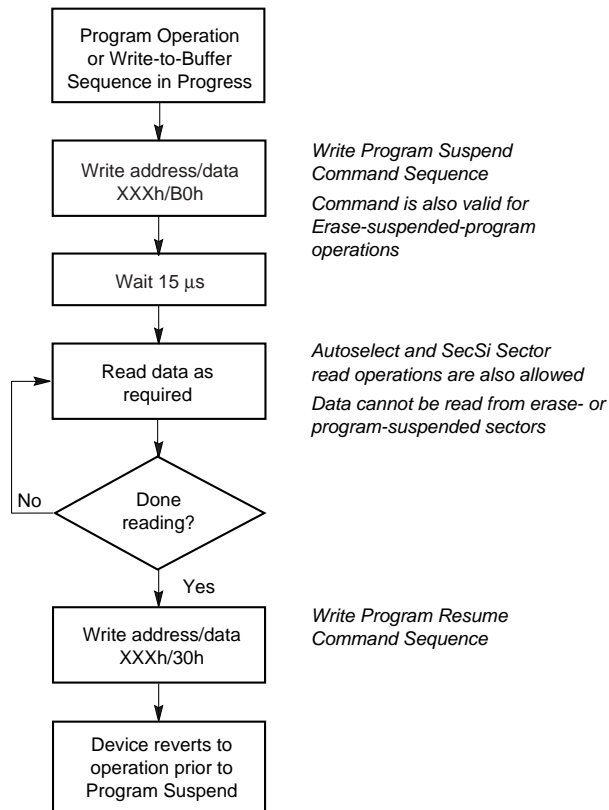 Program Operation
or Write-to-Buffer
Sequence in Progress
Write address/data
XXXh/B0h
Write Program Suspend
Command Sequence
Command is also valid for
Erase-suspended-program
operations
Wait 15 μs
Read data as
required
Autoselect and SecSi Sector
read operations are also allowed
Data cannot be read from erase- or
program-suspended sectors
No
Done
reading?
Yes
Write address/data
XXXh/30h
Write Program Resume
Command Sequence
Device reverts to
operation prior to
Program Suspend